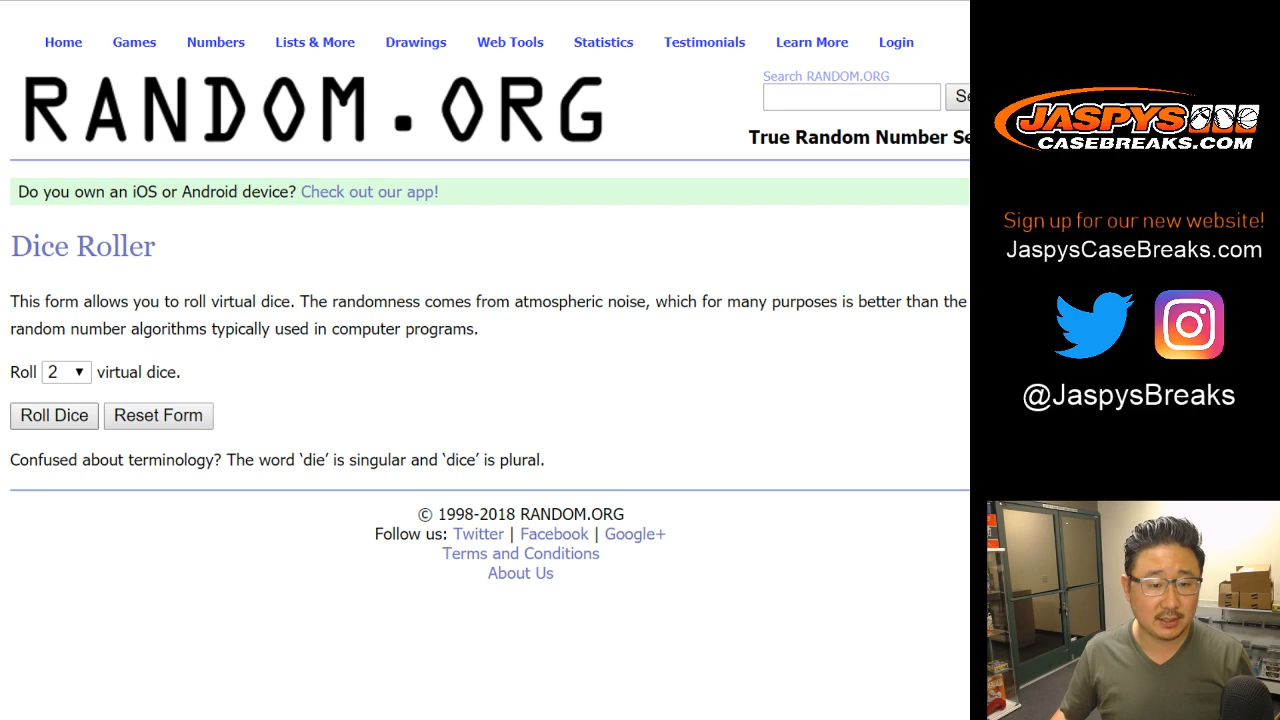 Home Games Numbers Lists & More Drawings Web Tools Statistics Testimonials Learn More Login
RANDOM.ORG
Search RANDOM.ORG
Se
True Random Number Se
Do you own an iOS or Android device? Check out our app!
Dice Roller
This form allows you to roll virtual dice. The randomness comes from atmospheric noise, which for many purposes is better than the
random number algorithms typically used in computer programs.
Roll 2 virtual dice.
Roll Dice Reset Form
Confused about terminology? The word ‘die’ is singular and ‘dice’ is plural.
© 1998-2018 RANDOM.ORG
Follow us: Twitter | Facebook | Google+
Terms and Conditions
About Us
JASPYS
CASEBREAKS.COM
Sign up for our new website!
JaspysCaseBreaks.com
@JaspysBreaks